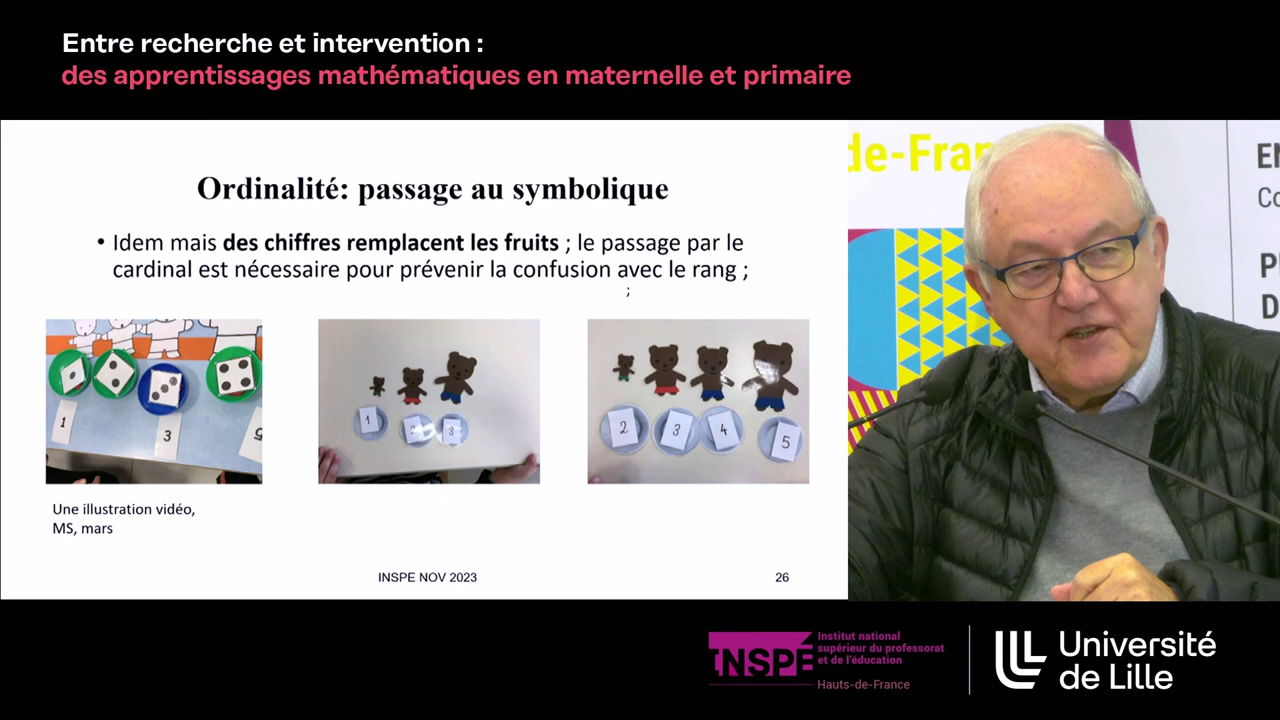 Entre recherche et intervention :
des apprentissages mathématiques en maternelle et primaire
de-Fran
EN
Co
P
D
Ordinalité: passage au symbolique
• Idem mais des chiffres remplacent les fruits ; le passage par le
cardinal est nécessaire pour prévenir la confusion avec le rang ;
;
1
3
5
1
2
3
2
3
4
5
Une illustration vidéo,
MS, mars
INSPE NOV 2023
26
INSPÉ
Institut national
supérieur du professorat
et de l'éducation
Hauts-de-France
Université
de Lille